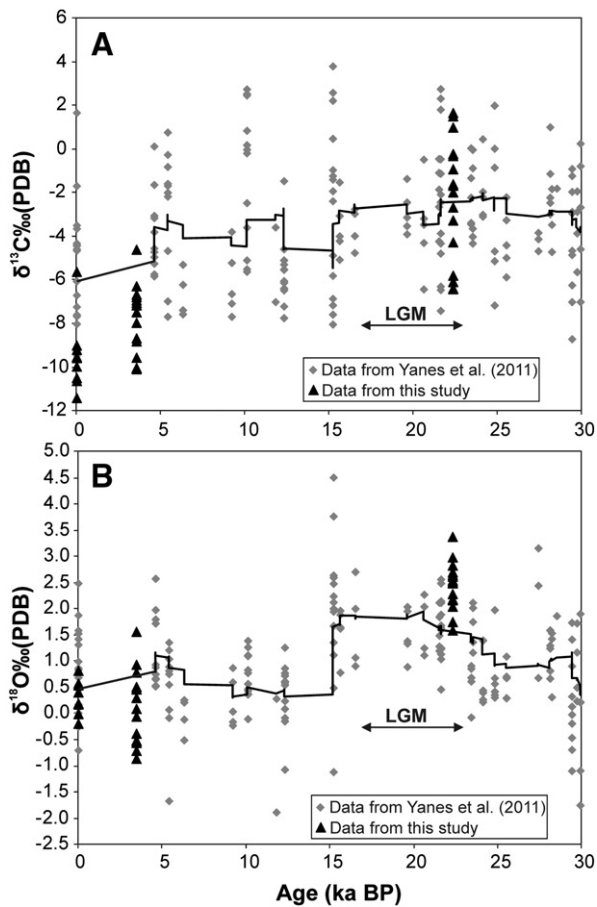 A
6
4
2
0
-2
-4
-6
-8
-10
-12
δ13C‰(PDB)
LGM
Data from Yanes et al. (2011)
Data from this study
0 5 10 15 20 25 30
B
5.0
4.5
4.0
3.5
3.0
2.5
2.0
1.5
1.0
0.5
0.0
-0.5
-1.0
-1.5
-2.0
-2.5
δ18O‰(PDB)
LGM
Data from Yanes et al. (2011)
Data from this study
0 5 10 15 20 25 30
Age (ka BP)